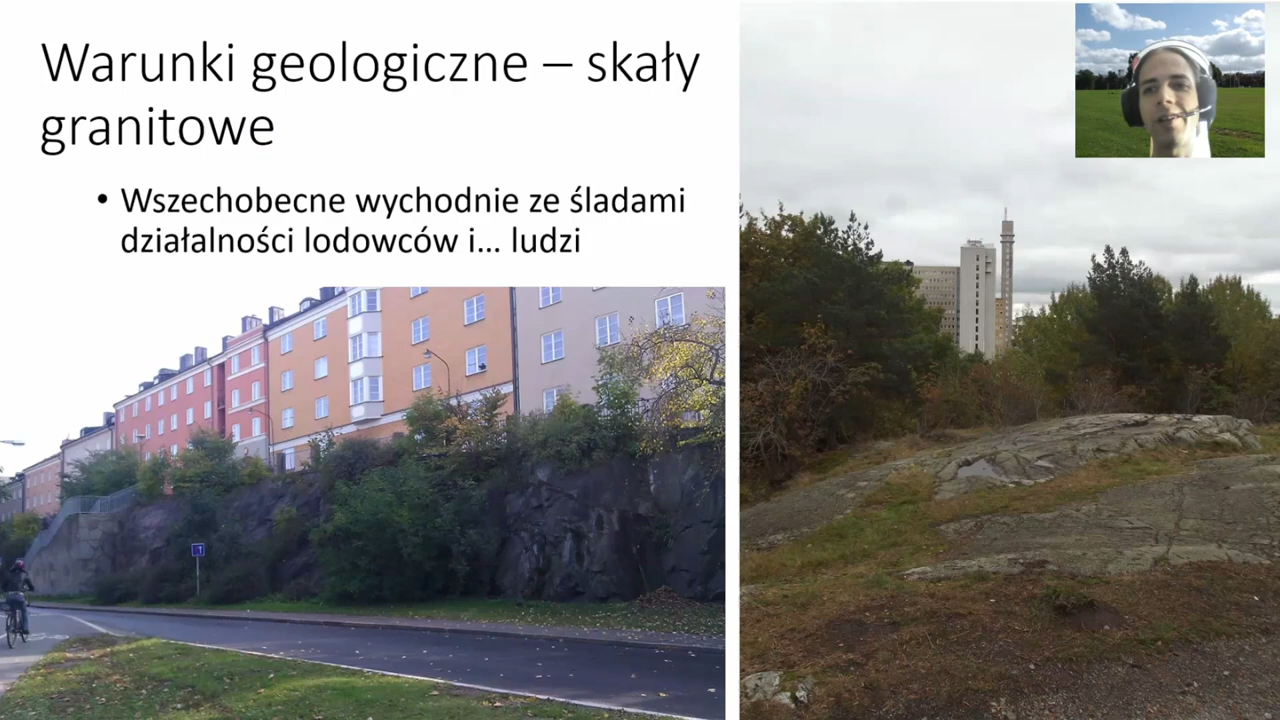 Warunki geologiczne – skały
granitowe
• Wszechobecne wychodnie ze śladami
działalności lodowców i... ludzi